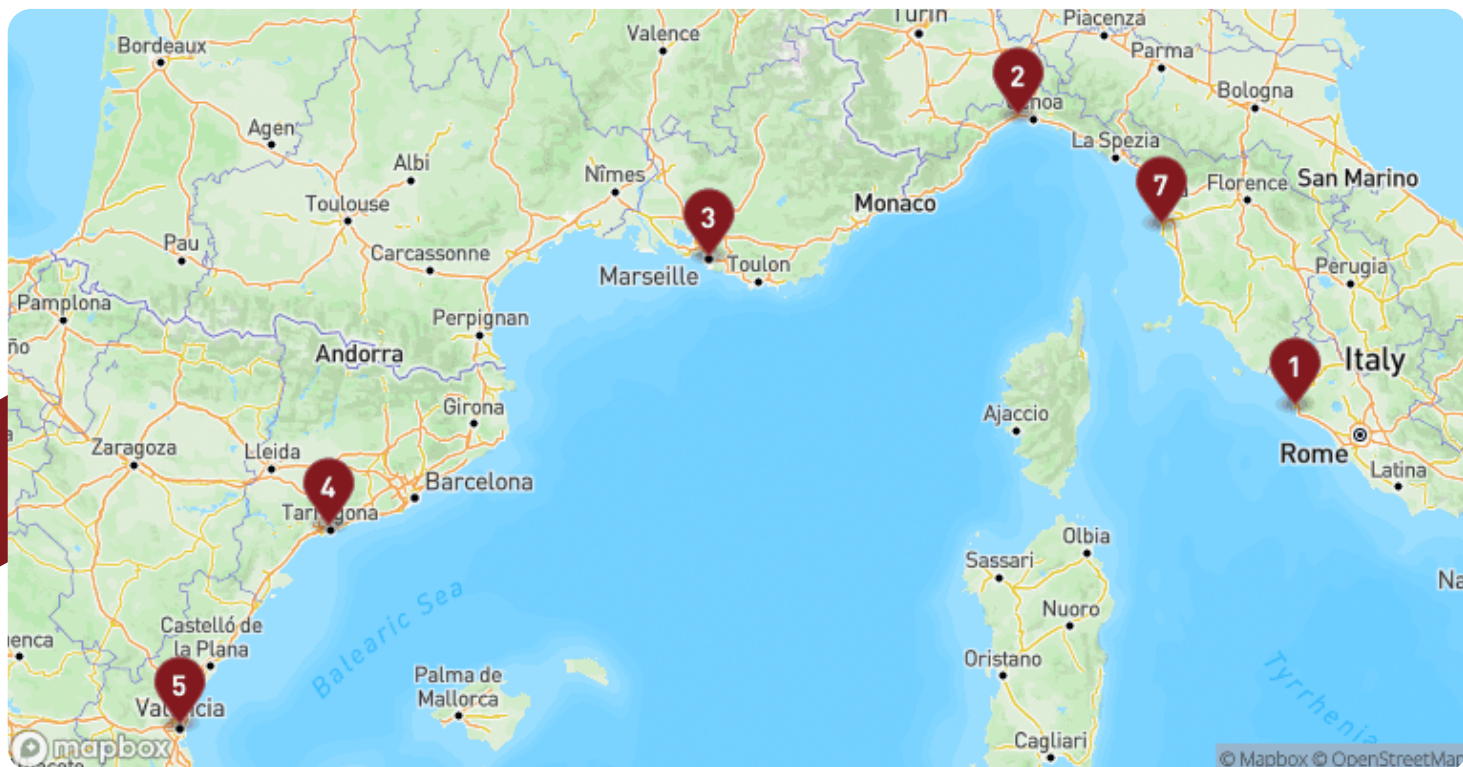 Turin
Piacenza
Bordeaux
Valence
Parma
2
Genoa
Bologna
Agen
La Spezia
Albi
Nîmes
7
Florence
San Marino
Toulouse
3
Monaco
Pau
Carcassonne
Marseille
Toulon
Perugia
Pamplona
ño
Perpignan
Andorra
1
Italy
Girona
Ajaccio
Zaragoza
Lleida
Rome
Latina
4
Barcelona
Tarragona
Olbia
Sassari
Na
Balearic Sea
Nuoro
Castelló de
la Plana
uenca
Oristano
Palma de
Mallorca
5
València
Tyrrhenia
Cagliari
mapbox
© Mapbox © OpenStreetMap